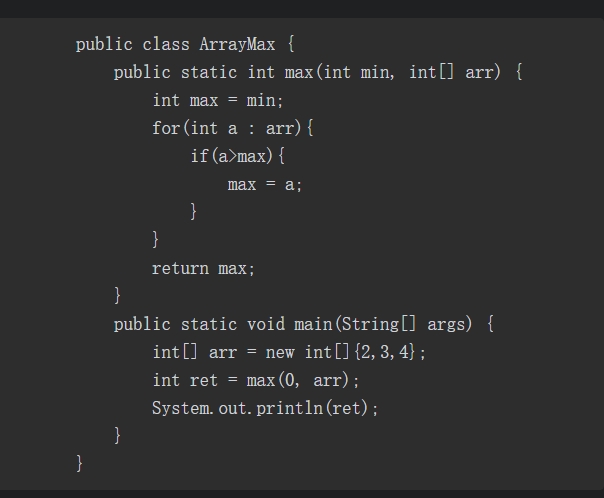 public class ArrayMax {
public static int max(int min, int[] arr) {
int max = min;
for(int a : arr){
if(a>max){
max = a;
}
}
return max;
}
public static void main(String[] args) {
int[] arr = new int[]{2,3,4};
int ret = max(0, arr);
System.out.println(ret);
}
}